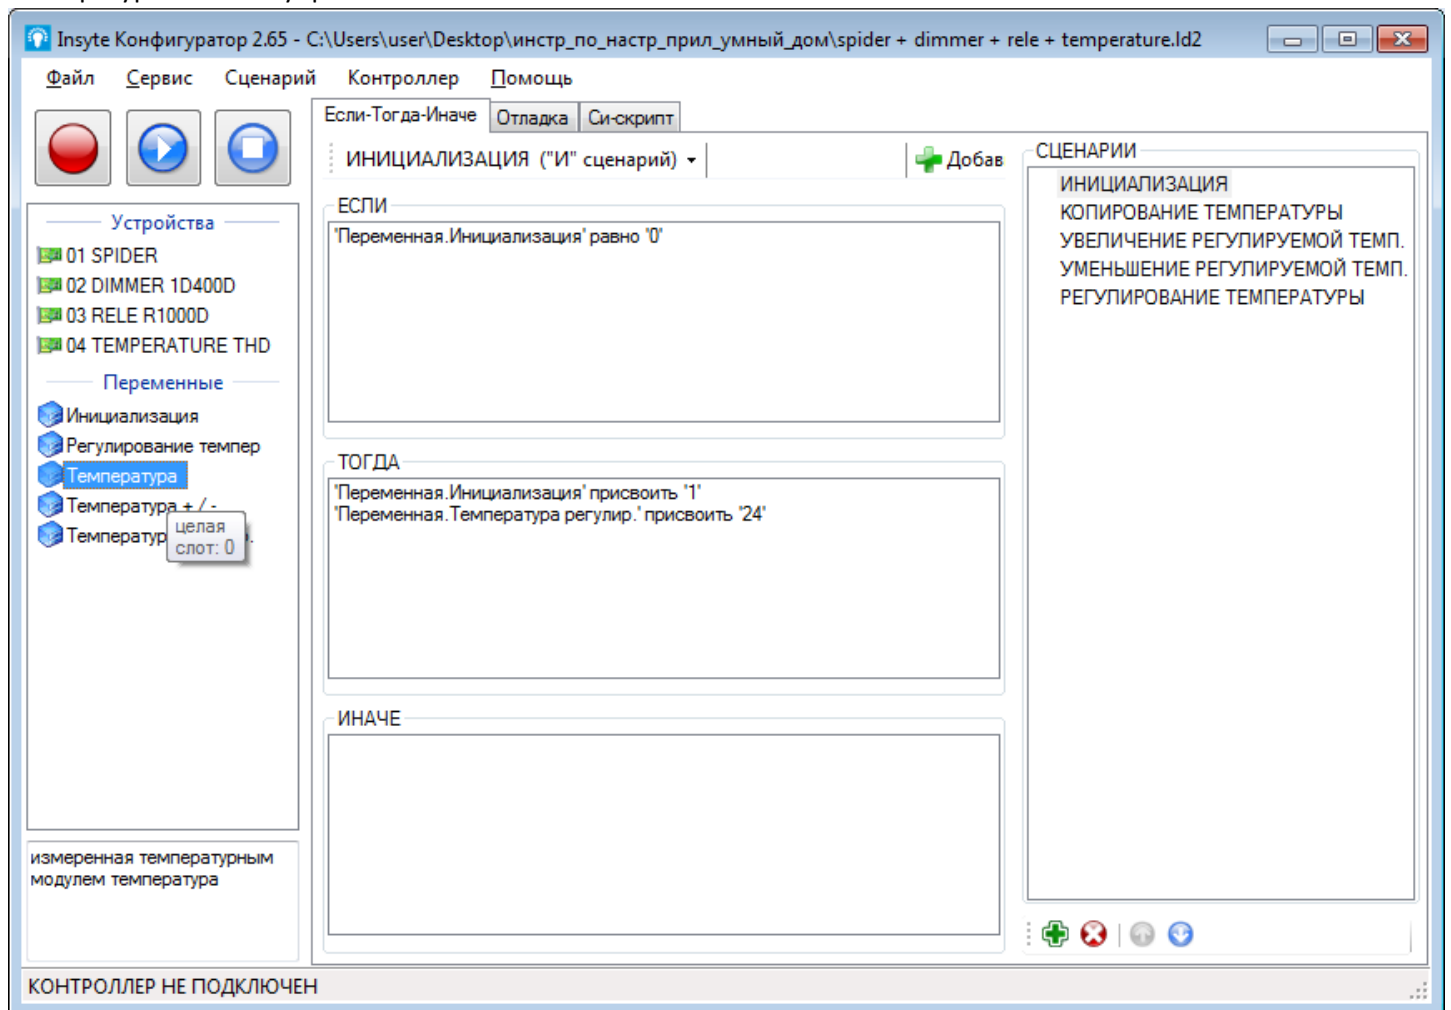 Insyte Конфигуратор 2.65 - C:\Users\user\Desktop\инстр_по_настр_прил_умный_дом\spider + dimmer + rele + temperature.ld2
Файл Сервис Сценарий Контроллер Помощь
Если-Тогда-Иначе Отладка Си-скрипт
ИНИЦИАЛИЗАЦИЯ ("И" сценарий) Добав
Устройства
01 SPIDER
02 DIMMER 1D400D
03 RELE R1000D
04 TEMPERATURE THD
Переменные
Инициализация
Регулирование темпер
Температура
Температура + / -
Температур
целая
слот: 0
измеренная температурным
модулем температура
ЕСЛИ
'Переменная.Инициализация' равно '0'
ТОГДА
'Переменная.Инициализация' присвоить '1'
'Переменная.Температура регулир.' присвоить '24'
ИНАЧЕ
СЦЕНАРИИ
ИНИЦИАЛИЗАЦИЯ
КОПИРОВАНИЕ ТЕМПЕРАТУРЫ
УВЕЛИЧЕНИЕ РЕГУЛИРУЕМОЙ ТЕМП.
УМЕНЬШЕНИЕ РЕГУЛИРУЕМОЙ ТЕМП.
РЕГУЛИРОВАНИЕ ТЕМПЕРАТУРЫ
КОНТРОЛЛЕР НЕ ПОДКЛЮЧЕН